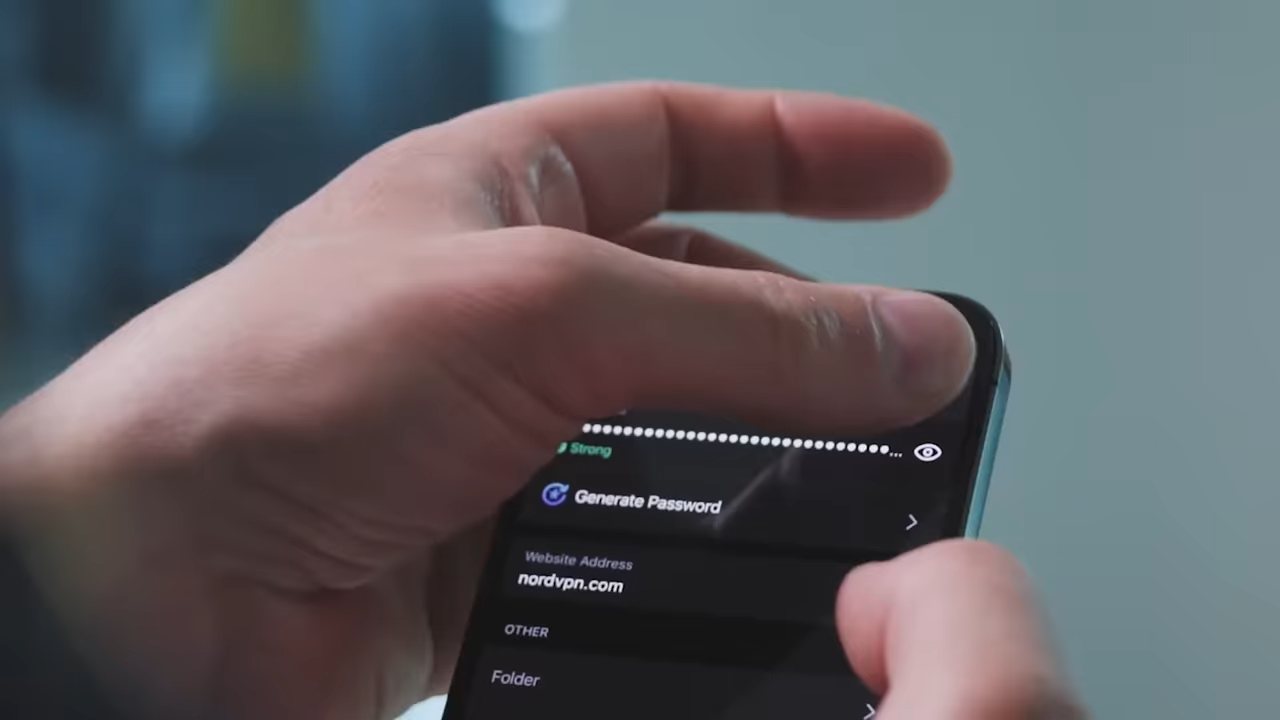 ••••••••••••••••••••••••••••••...
Strong
Generate Password
Website Address
nordvpn.com
OTHER
Folder